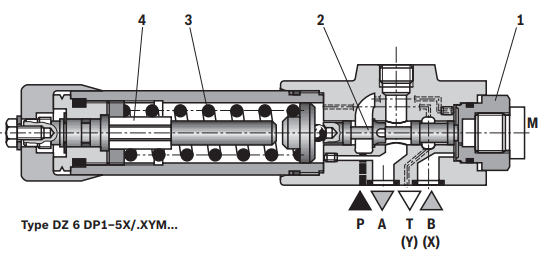 4 3 2 1
M
Type DZ 6 DP1–5X/.XYM...
P A T B
(Y) (X)